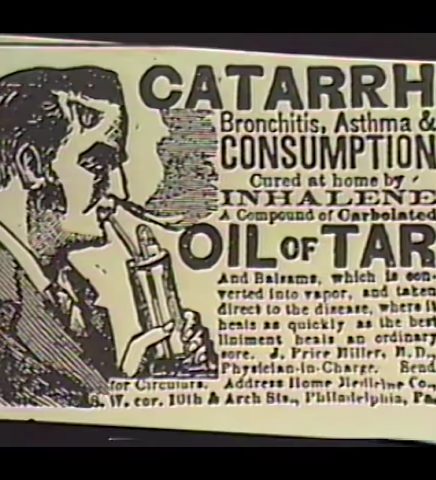 CATARRH
Bronchitis, Asthma &
CONSUMPTION
Cured at home by
INHALENE
A Compound of Carbolated
OIL OF TAR
And Balsams, which is con-
verted into vapor, and taken
direct to the disease, where it
heals as quickly as the best
liniment heals an ordinary
sore. J. Price Miller, M. D.,
Physician-in-Charge. Send
for Circulars. Address Home Medicine Co.,
S. W. cor. 10th & Arch Sts., Philadelphia, Pa.